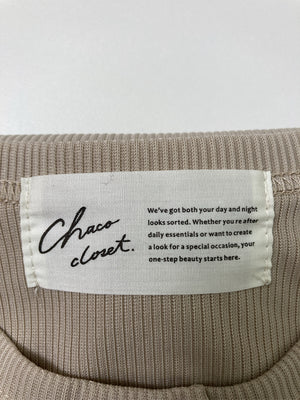 Chaco
closet.
We've got both your day and night
looks sorted. Whether you're after
daily essentials or want to create
a look for a special occasion, your
one-step beauty starts here.